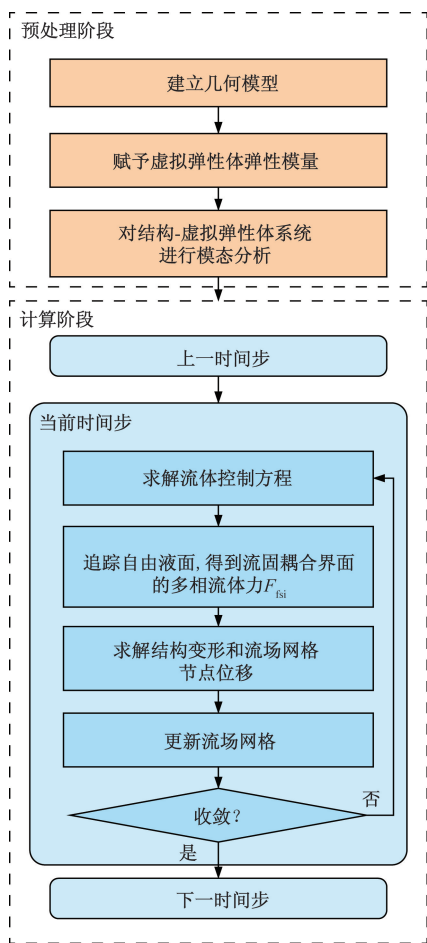 预处理阶段
建立几何模型
赋予虚拟弹性体弹性模量
对结构-虚拟弹性体系统
进行模态分析
计算阶段
上一时间步
当前时间步
求解流体控制方程
追踪自由液面,得到流固耦合界面
的多相流体力F_fsi
求解结构变形和流场网格
节点位移
更新流场网格
收敛?
否
是
下一时间步